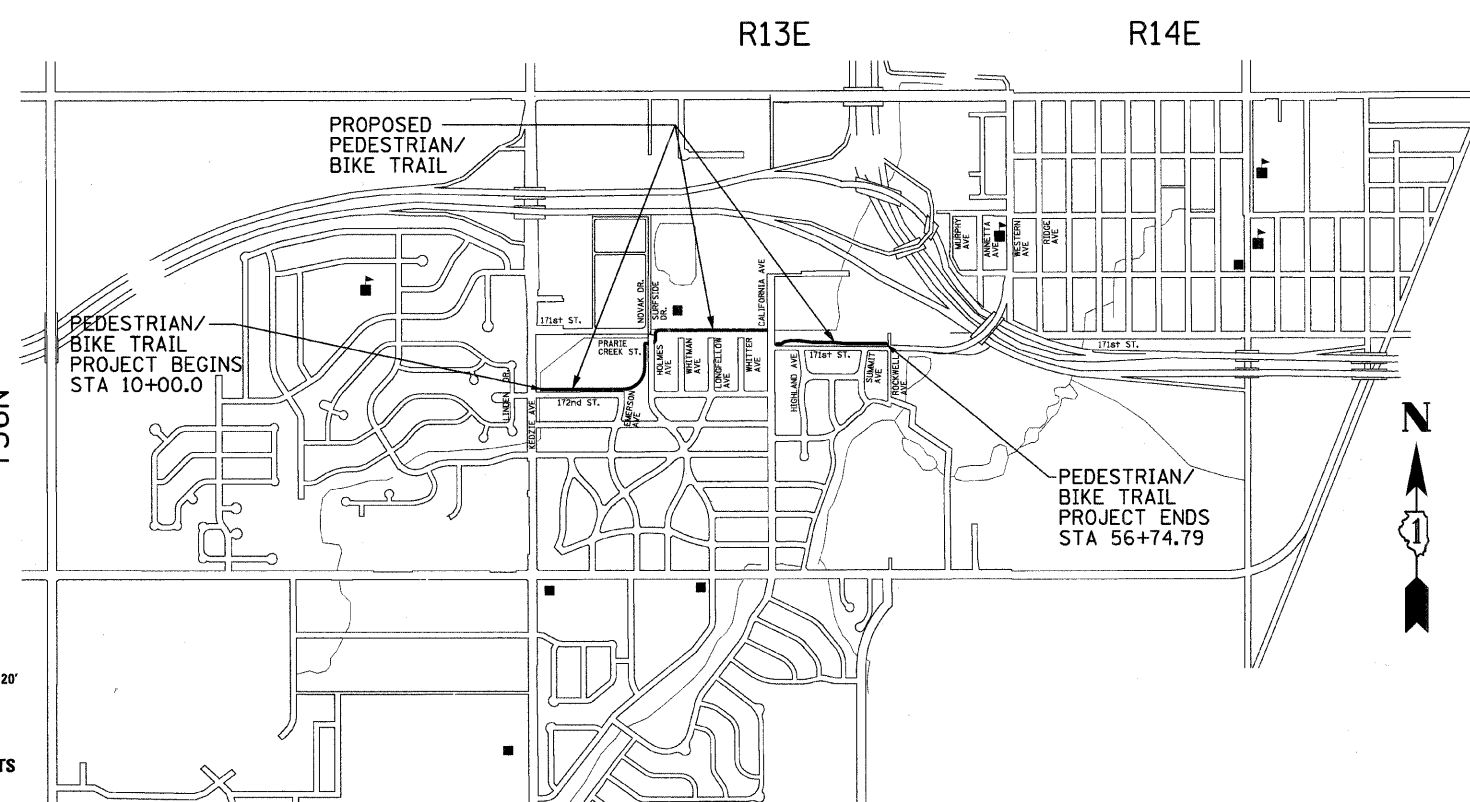 R13E
R14E
PROPOSED
PEDESTRIAN/
BIKE TRAIL
MURPHY
AVE
ANNETTA
AVE
WESTERN
AVE
RIDGE
AVE
PEDESTRIAN/
BIKE TRAIL
PROJECT BEGINS
STA 10+00.0
171st ST.
NOVAK DR.
SURFSIDE
DR.
CALIFORNIA AVE
PRARIE
CREEK ST.
HOLMES
AVE
WHITMAN
AVE
LONGFELLOW
AVE
WHITTER
AVE
171st ST.
HIGHLAND AVE
SUMMIT
AVE
ROCKWELL
AVE
171st ST.
LINDEN DR.
KEDZIE AVE
172nd ST.
EMERSON
AVE
N
1
PEDESTRIAN/
BIKE TRAIL
PROJECT ENDS
STA 56+74.79
20'
TS